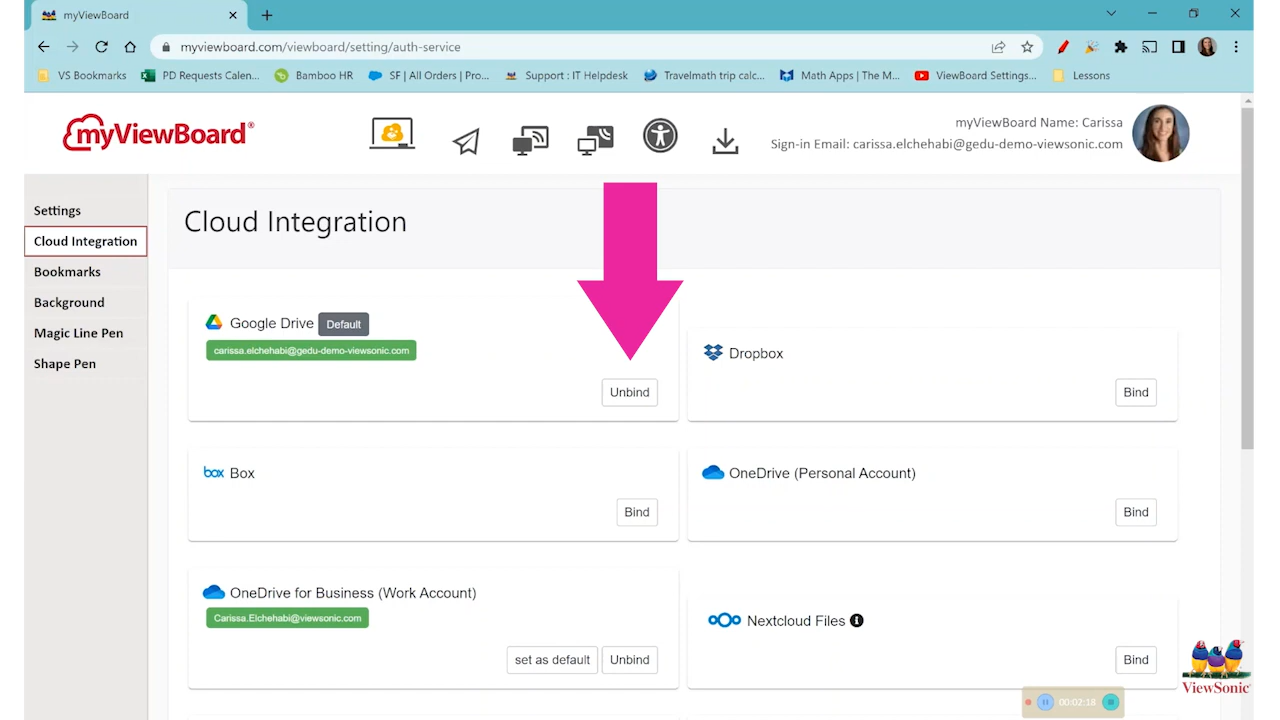 myViewBoard
myviewboard.com/viewboard/setting/auth-service
VS Bookmarks
PD Requests Calen...
Bamboo HR
SF | All Orders | Pro...
Support : IT Helpdesk
Travelmath trip calc...
Math Apps | The M...
ViewBoard Settings...
Lessons
myViewBoard®
myViewBoard Name: Carissa
Sign-in Email: carissa.elchehabi@gedu-demo-viewsonic.com
Settings
Cloud Integration
Bookmarks
Background
Magic Line Pen
Shape Pen
Cloud Integration
Google Drive Default
carissa.elchehabi@gedu-demo-viewsonic.com
Unbind
Dropbox
Bind
box Box
Bind
OneDrive (Personal Account)
Bind
OneDrive for Business (Work Account)
Carissa.Elchehabi@viewsonic.com
set as default Unbind
Nextcloud Files
Bind
ViewSonic
00:02:18